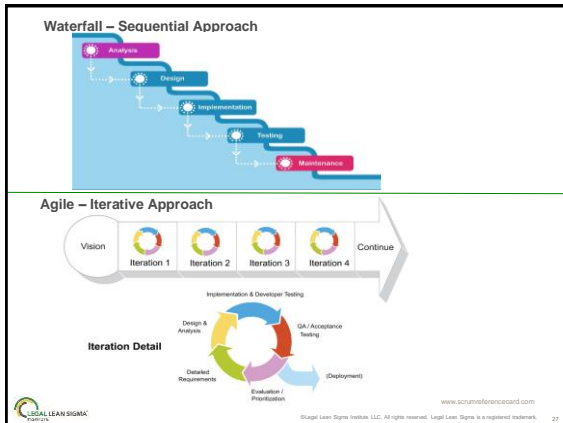 Waterfall – Sequential Approach
Analysis
Design
Implementation
Testing
Maintenance
Agile – Iterative Approach
Vision
Iteration 1
Iteration 2
Iteration 3
Iteration 4
Continue
Implementation & Developer Testing
Design &
Analysis
QA / Acceptance
Testing
Iteration Detail
Detailed
Requirements
(Deployment)
Evaluation /
Prioritization
www.scrumreferencecard.com
LEGAL LEAN SIGMA
INSTITUTE
©Legal Lean Sigma Institute LLC. All rights reserved. Legal Lean Sigma is a registered trademark.
27